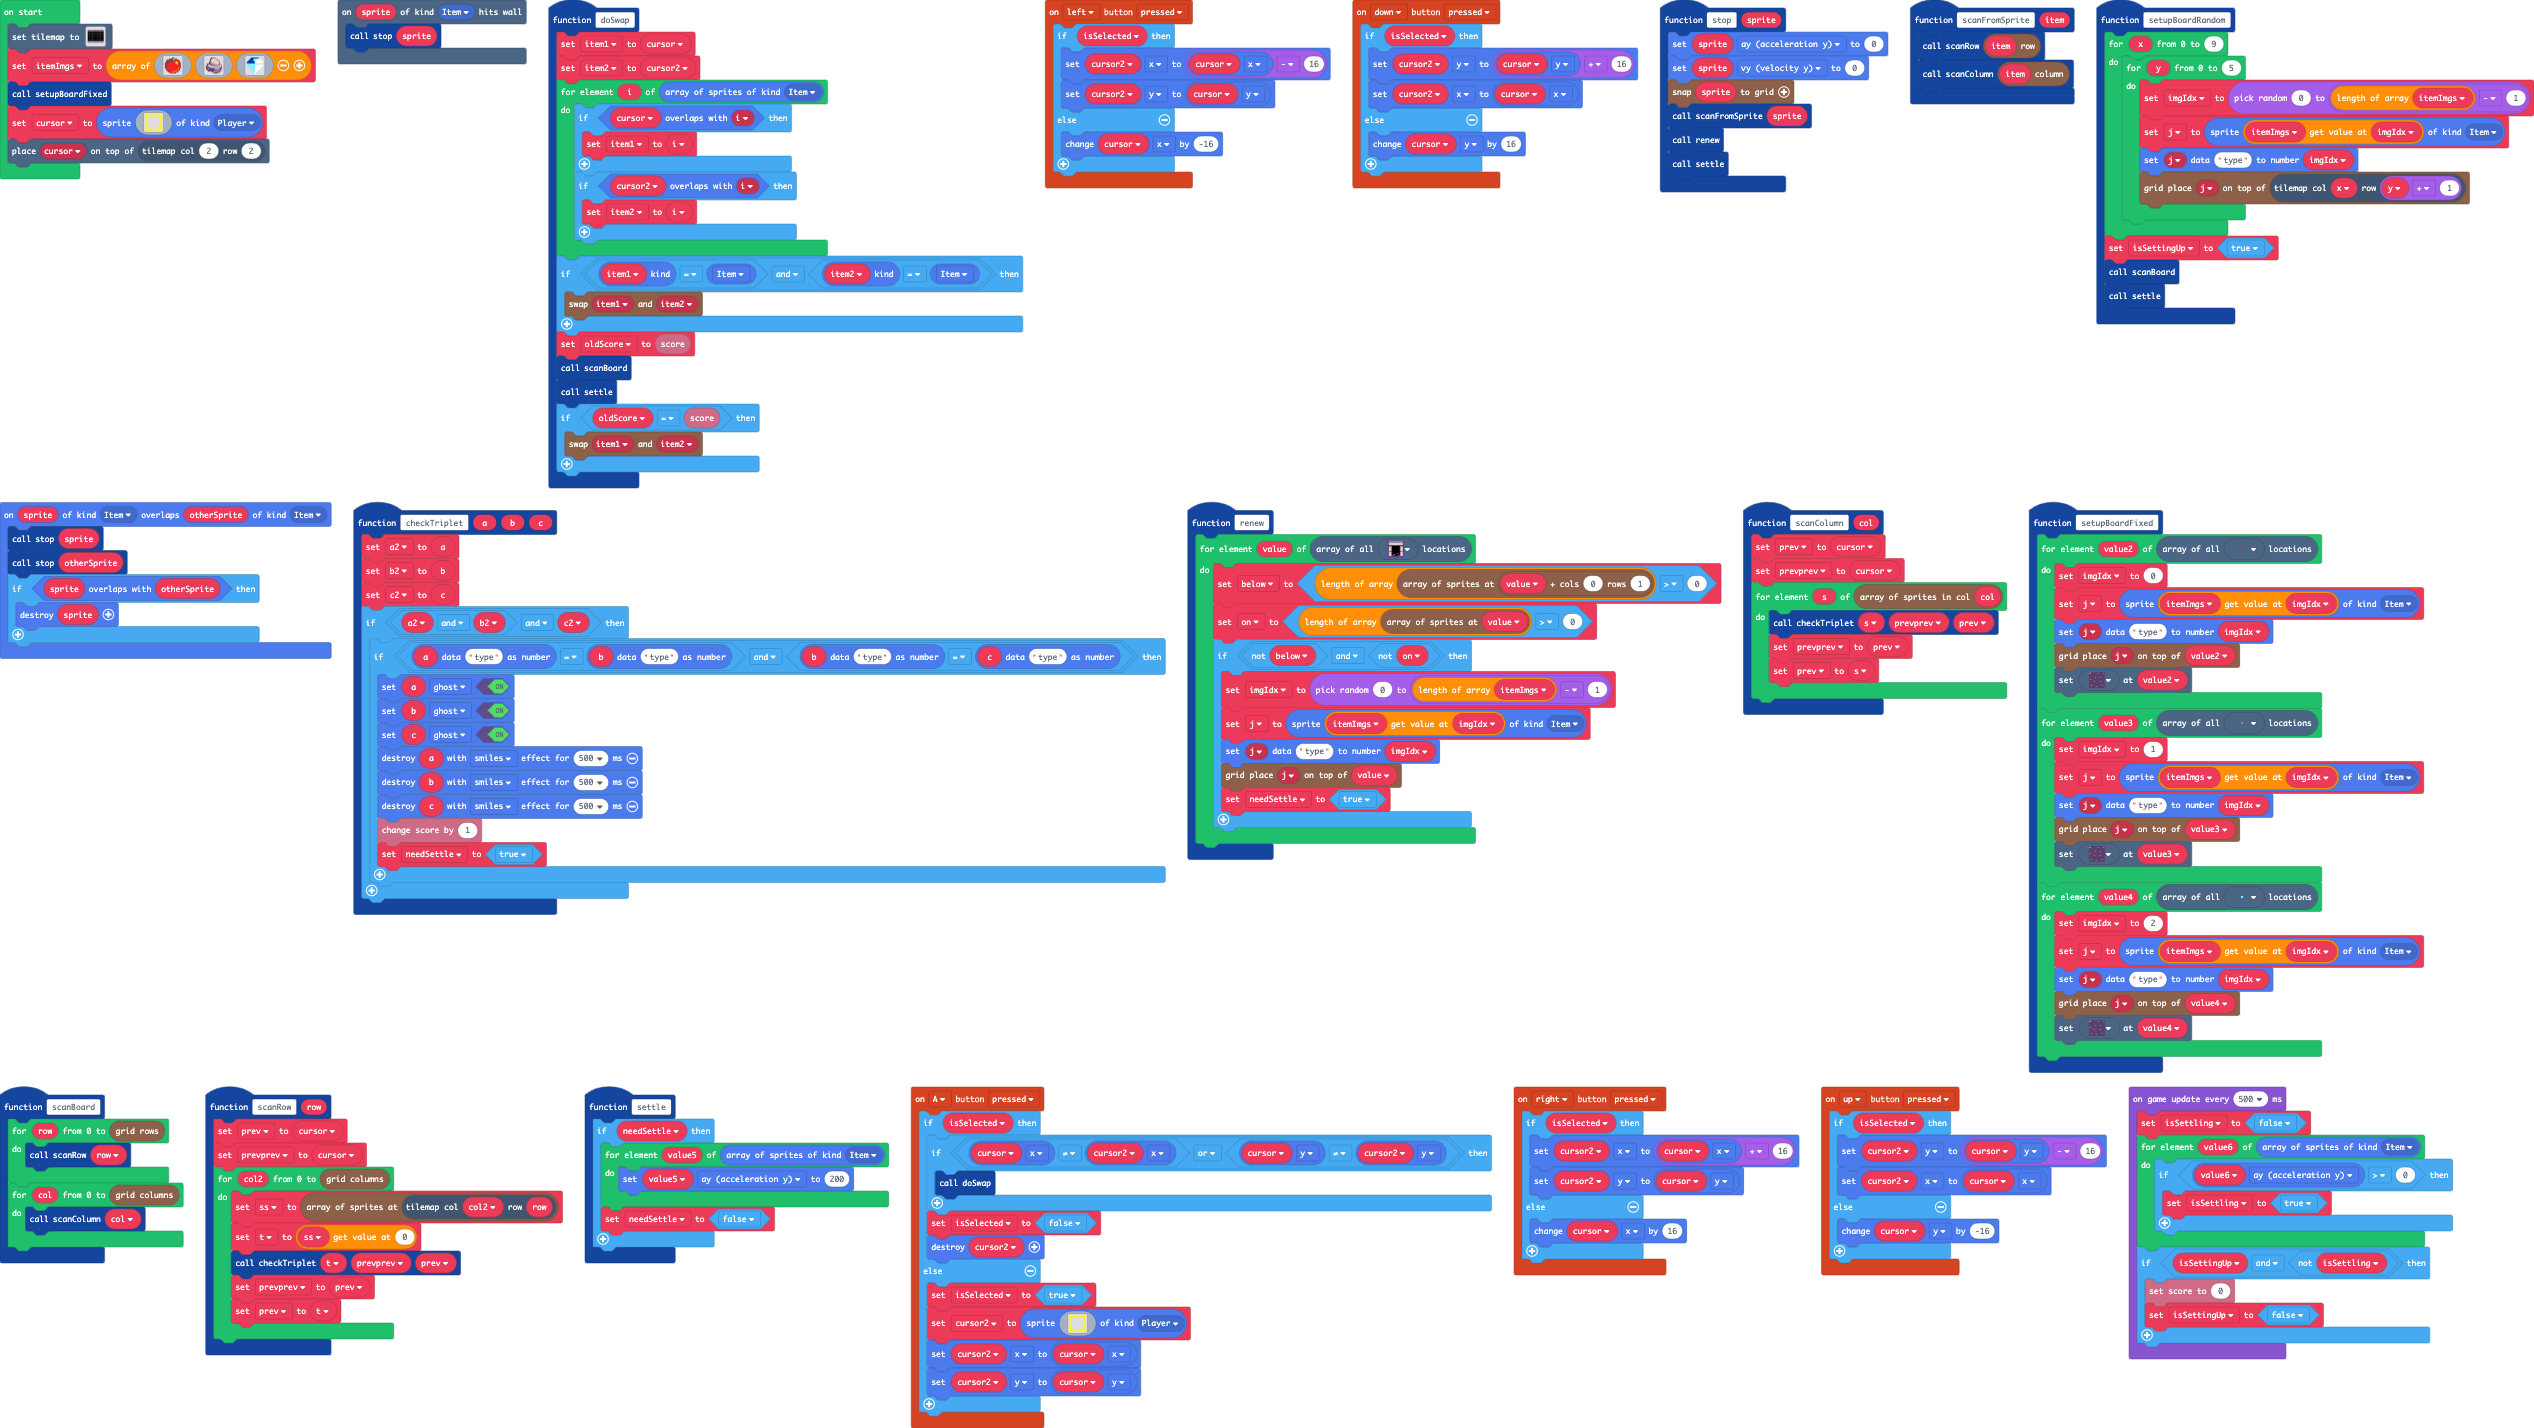 on start
set tilemap to
set itemImgs to array of
call setupBoardFixed
set cursor to sprite of kind Player
place cursor on top of tilemap col 2 row 2
on sprite of kind Item hits wall
call stop sprite
function doSwap
set item1 to cursor
set item2 to cursor2
for element i of array of sprites of kind Item
do
if cursor overlaps with i then
set item1 to i
if cursor2 overlaps with i then
set item2 to i
if item1 kind = Item and item2 kind = Item then
swap item1 and item2
set oldScore to score
call scanBoard
call settle
if oldScore = score then
swap item1 and item2
on left button pressed
if isSelected then
set cursor2 x to cursor x - 16
set cursor2 y to cursor y
else
change cursor x by -16
on down button pressed
if isSelected then
set cursor2 y to cursor y + 16
set cursor2 x to cursor x
else
change cursor y by 16
function stop sprite
set sprite ay (acceleration y) to 0
set sprite vy (velocity y) to 0
snap sprite to grid
call scanFromSprite sprite
call renew
call settle
function scanFromSprite item
call scanRow item row
call scanColumn item column
function setupBoardRandom
for x from 0 to 9
do for y from 0 to 5
do
set imgIdx to pick random 0 to length of array itemImgs - 1
set j to sprite itemImgs get value at imgIdx of kind Item
set j data "type" to number imgIdx
grid place j on top of tilemap col x row y + 1
set isSettingUp to true
call scanBoard
call settle
on sprite of kind Item overlaps otherSprite of kind Item
call stop sprite
call stop otherSprite
if sprite overlaps with otherSprite then
destroy sprite
function checkTriplet a b c
set a2 to a
set b2 to b
set c2 to c
if a2 and b2 and c2 then
if a data "type" as number = b data "type" as number and b data "type" as number = c data "type" as number then
set a ghost ON
set b ghost ON
set c ghost ON
destroy a with smiles effect for 500 ms
destroy b with smiles effect for 500 ms
destroy c with smiles effect for 500 ms
change score by 1
set needSettle to true
function renew
for element value of array of all locations
do
set below to length of array array of sprites at value + cols 0 rows 1 > 0
set on to length of array array of sprites at value > 0
if not below and not on then
set imgIdx to pick random 0 to length of array itemImgs - 1
set j to sprite itemImgs get value at imgIdx of kind Item
set j data "type" to number imgIdx
grid place j on top of value
set needSettle to true
function scanColumn col
set prev to cursor
set prevprev to cursor
for element s of array of sprites in col col
do call checkTriplet s prevprev prev
set prevprev to prev
set prev to s
function setupBoardFixed
for element value2 of array of all locations
do
set imgIdx to 0
set j to sprite itemImgs get value at imgIdx of kind Item
set j data "type" to number imgIdx
grid place j on top of value2
set at value2
for element value3 of array of all locations
do
set imgIdx to 1
set j to sprite itemImgs get value at imgIdx of kind Item
set j data "type" to number imgIdx
grid place j on top of value3
set at value3
for element value4 of array of all locations
do
set imgIdx to 2
set j to sprite itemImgs get value at imgIdx of kind Item
set j data "type" to number imgIdx
grid place j on top of value4
set at value4
function scanBoard
for row from 0 to grid rows
do call scanRow row
for col from 0 to grid columns
do call scanColumn col
function scanRow row
set prev to cursor
set prevprev to cursor
for col2 from 0 to grid columns
do
set ss to array of sprites at tilemap col col2 row row
set t to ss get value at 0
call checkTriplet t prevprev prev
set prevprev to prev
set prev to t
function settle
if needSettle then
for element value5 of array of sprites of kind Item
do set value5 ay (acceleration y) to 200
set needSettle to false
on A button pressed
if isSelected then
if cursor x ≠ cursor2 x or cursor y ≠ cursor2 y then
call doSwap
set isSelected to false
destroy cursor2
else
set isSelected to true
set cursor2 to sprite of kind Player
set cursor2 x to cursor x
set cursor2 y to cursor y
on right button pressed
if isSelected then
set cursor2 x to cursor x + 16
set cursor2 y to cursor y
else
change cursor x by 16
on up button pressed
if isSelected then
set cursor2 y to cursor y - 16
set cursor2 x to cursor x
else
change cursor y by -16
on game update every 500 ms
set isSettling to false
for element value6 of array of sprites of kind Item
do
if value6 ay (acceleration y) > 0 then
set isSettling to true
if isSettingUp and not isSettling then
set score to 0
set isSettingUp to false